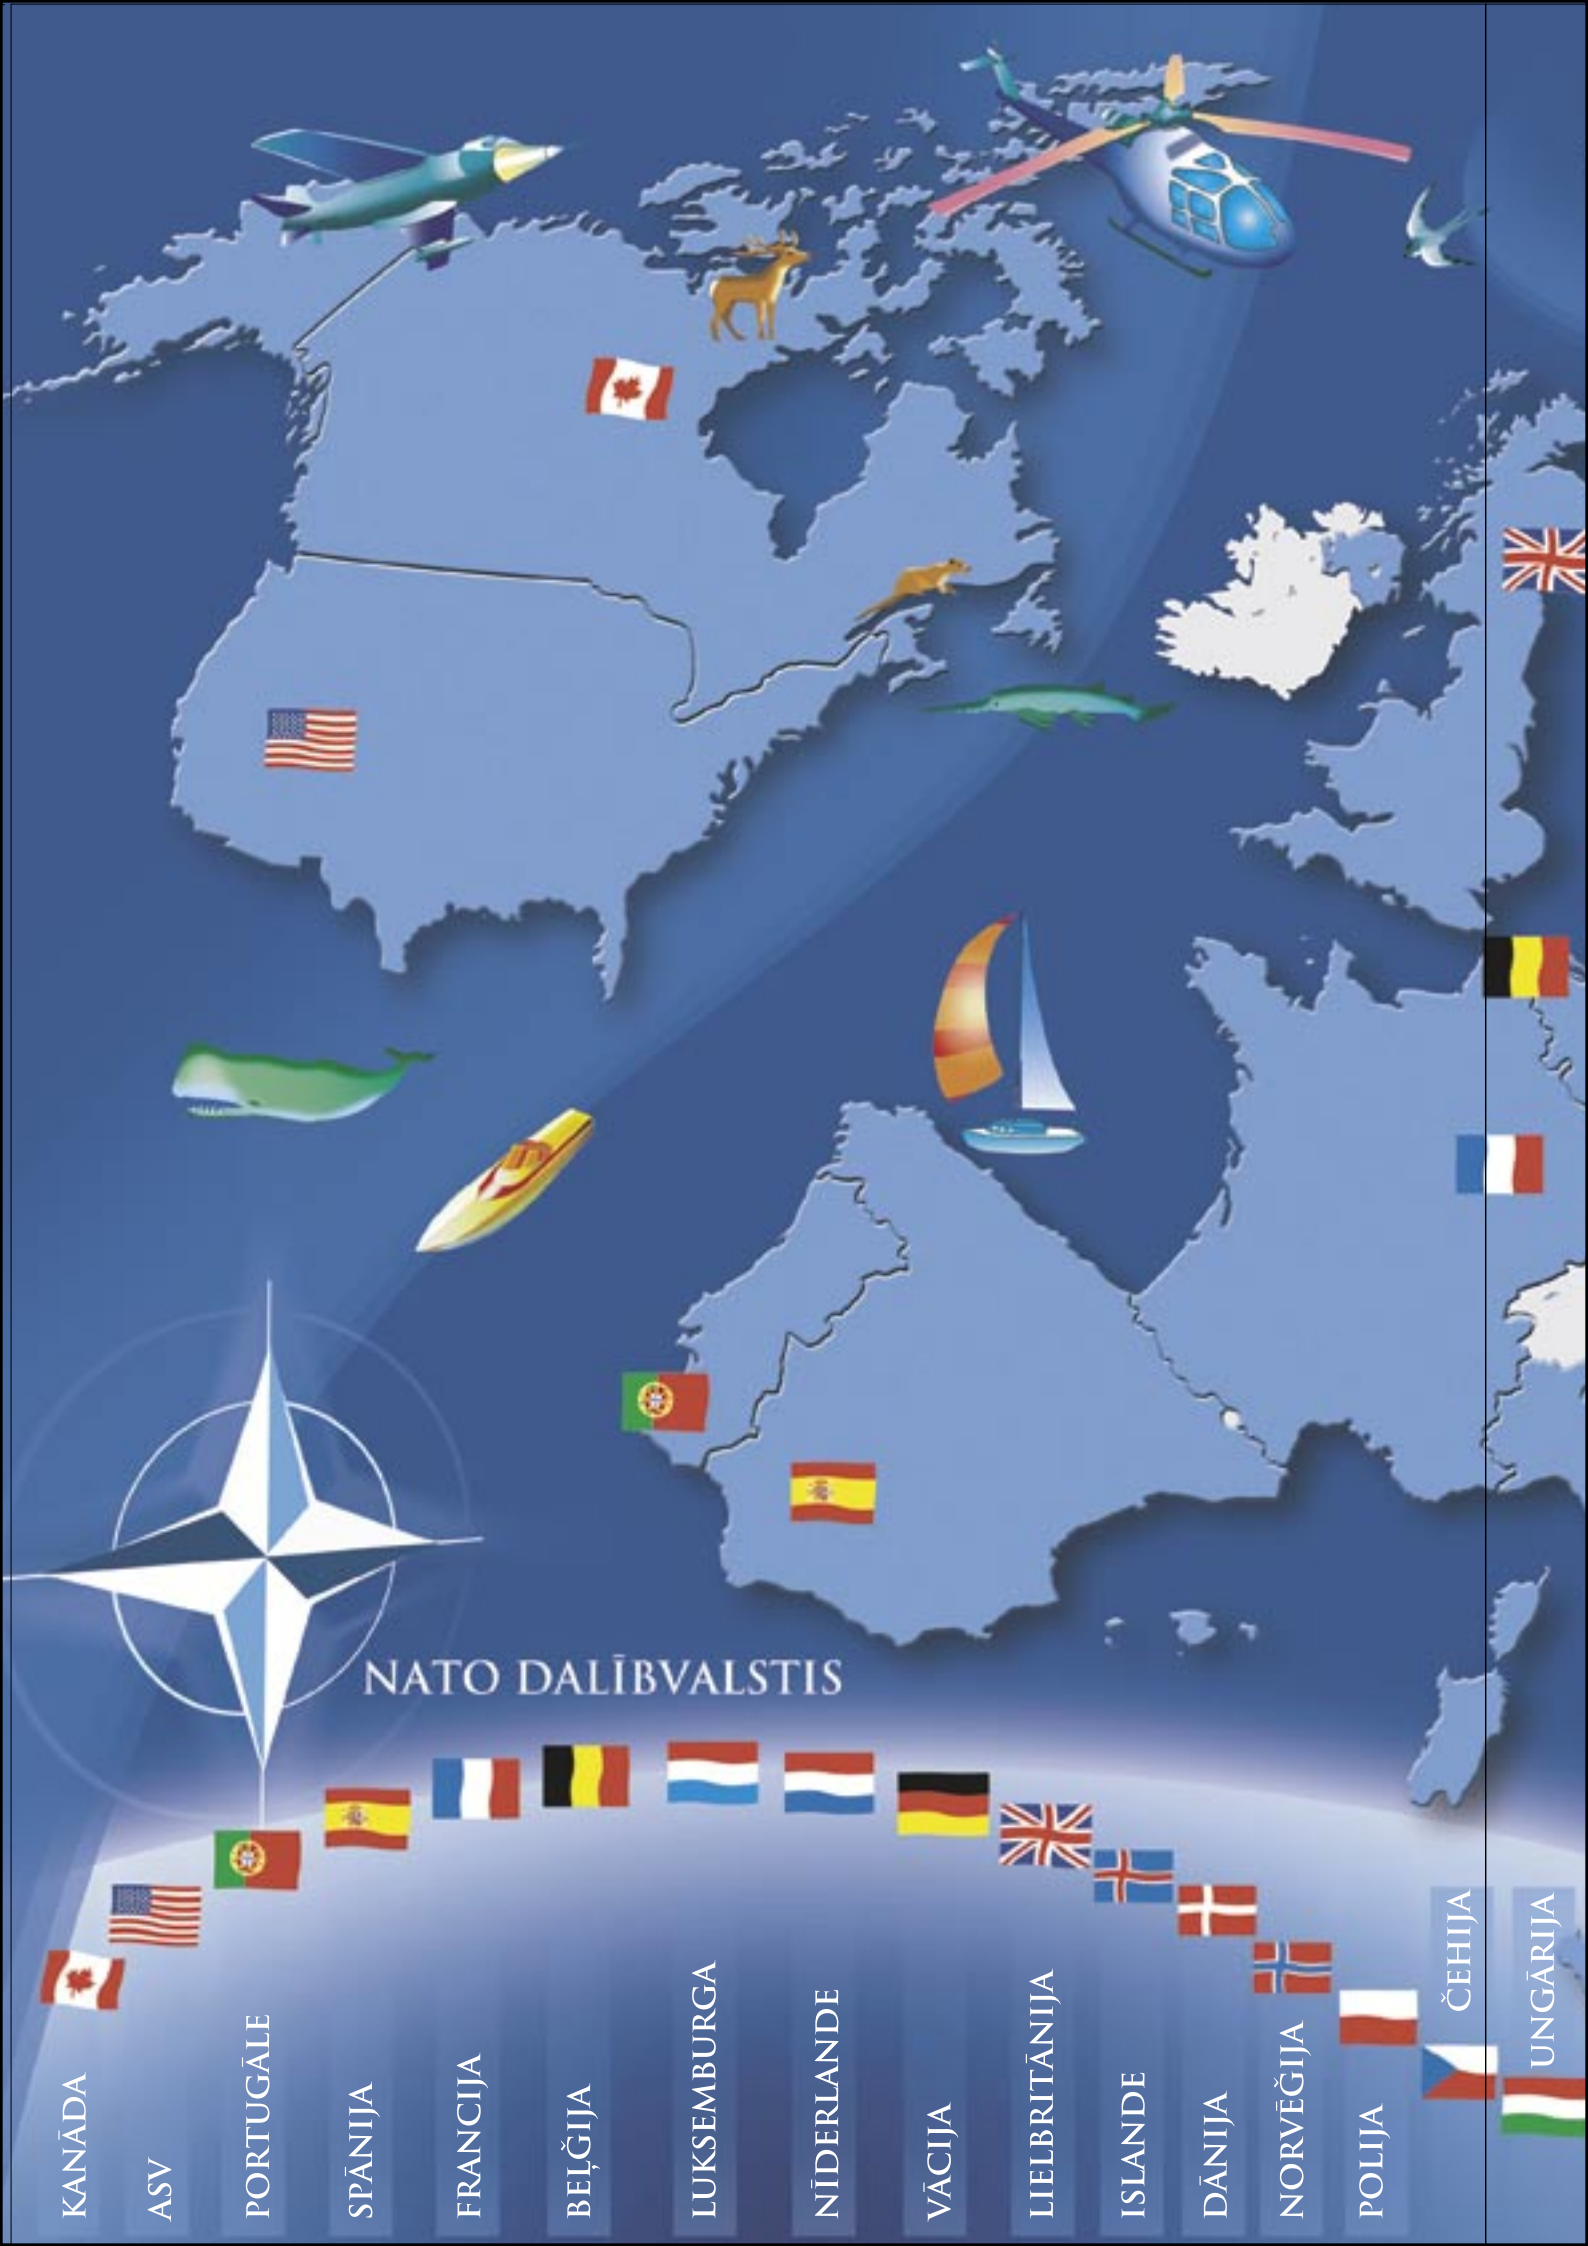 NATO DALĪBVALSTIS
KANĀDA
ASV
PORTUGĀLE
SPĀNIJA
FRANCIJA
BEĻĢIJA
LUKSEMBURGA
NĪDERLANDE
VĀCIJA
LIELBRITĀNIJA
ISLANDE
DĀNIJA
NORVĒĢIJA
POLIJA
ČEHIJA
UNGĀRIJA